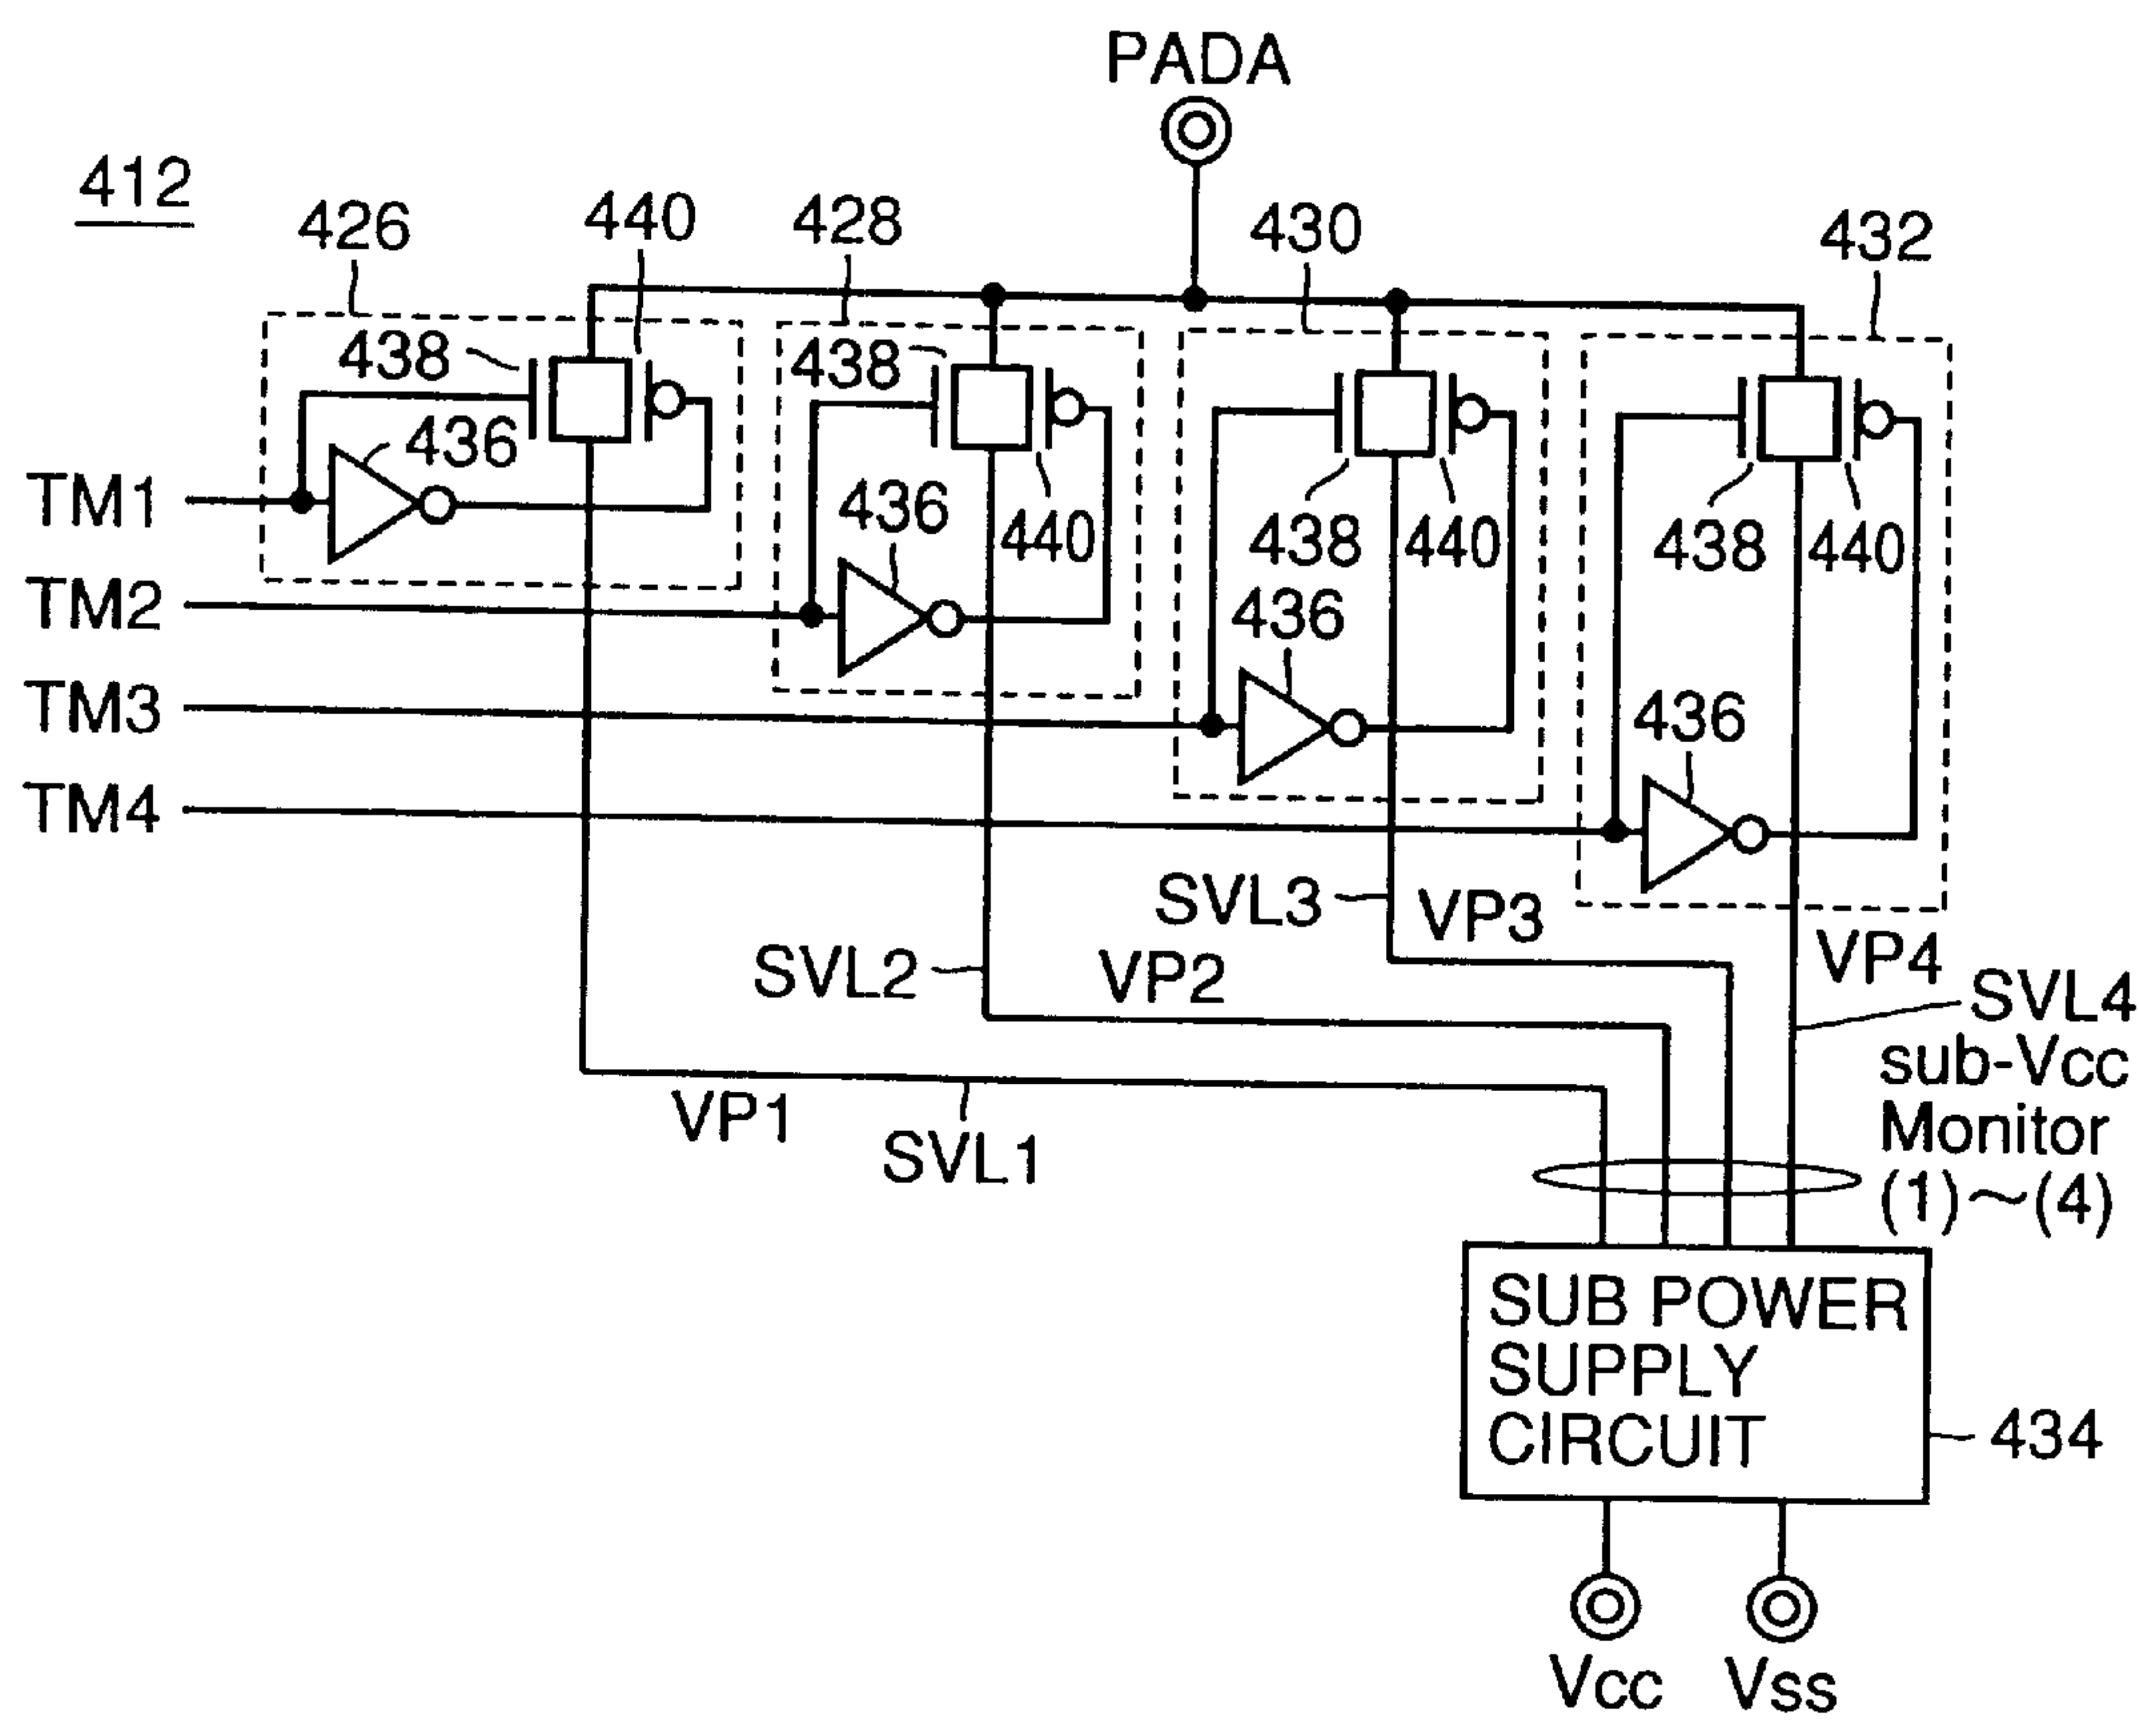 PADA
412
426
440
428
430
432
438
438
436
TM1
436
440
438
440
438
440
TM2
436
TM3
436
TM4
SVL3
VP3
SVL2
VP2
VP4
SVL4
sub-Vcc
Monitor
(1)～(4)
VP1
SVL1
SUB POWER
SUPPLY
CIRCUIT
434
Vcc
Vss